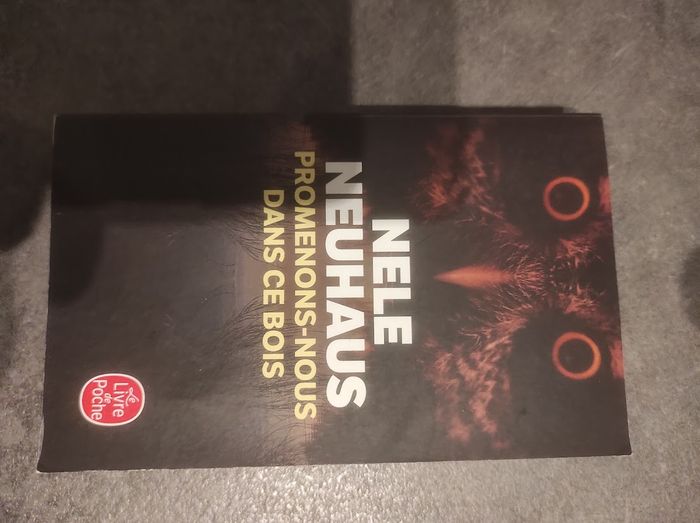 NELE
NEUHAUS
PROMENONS-NOUS
DANS CE BOIS
Le
Livre
de
Poche